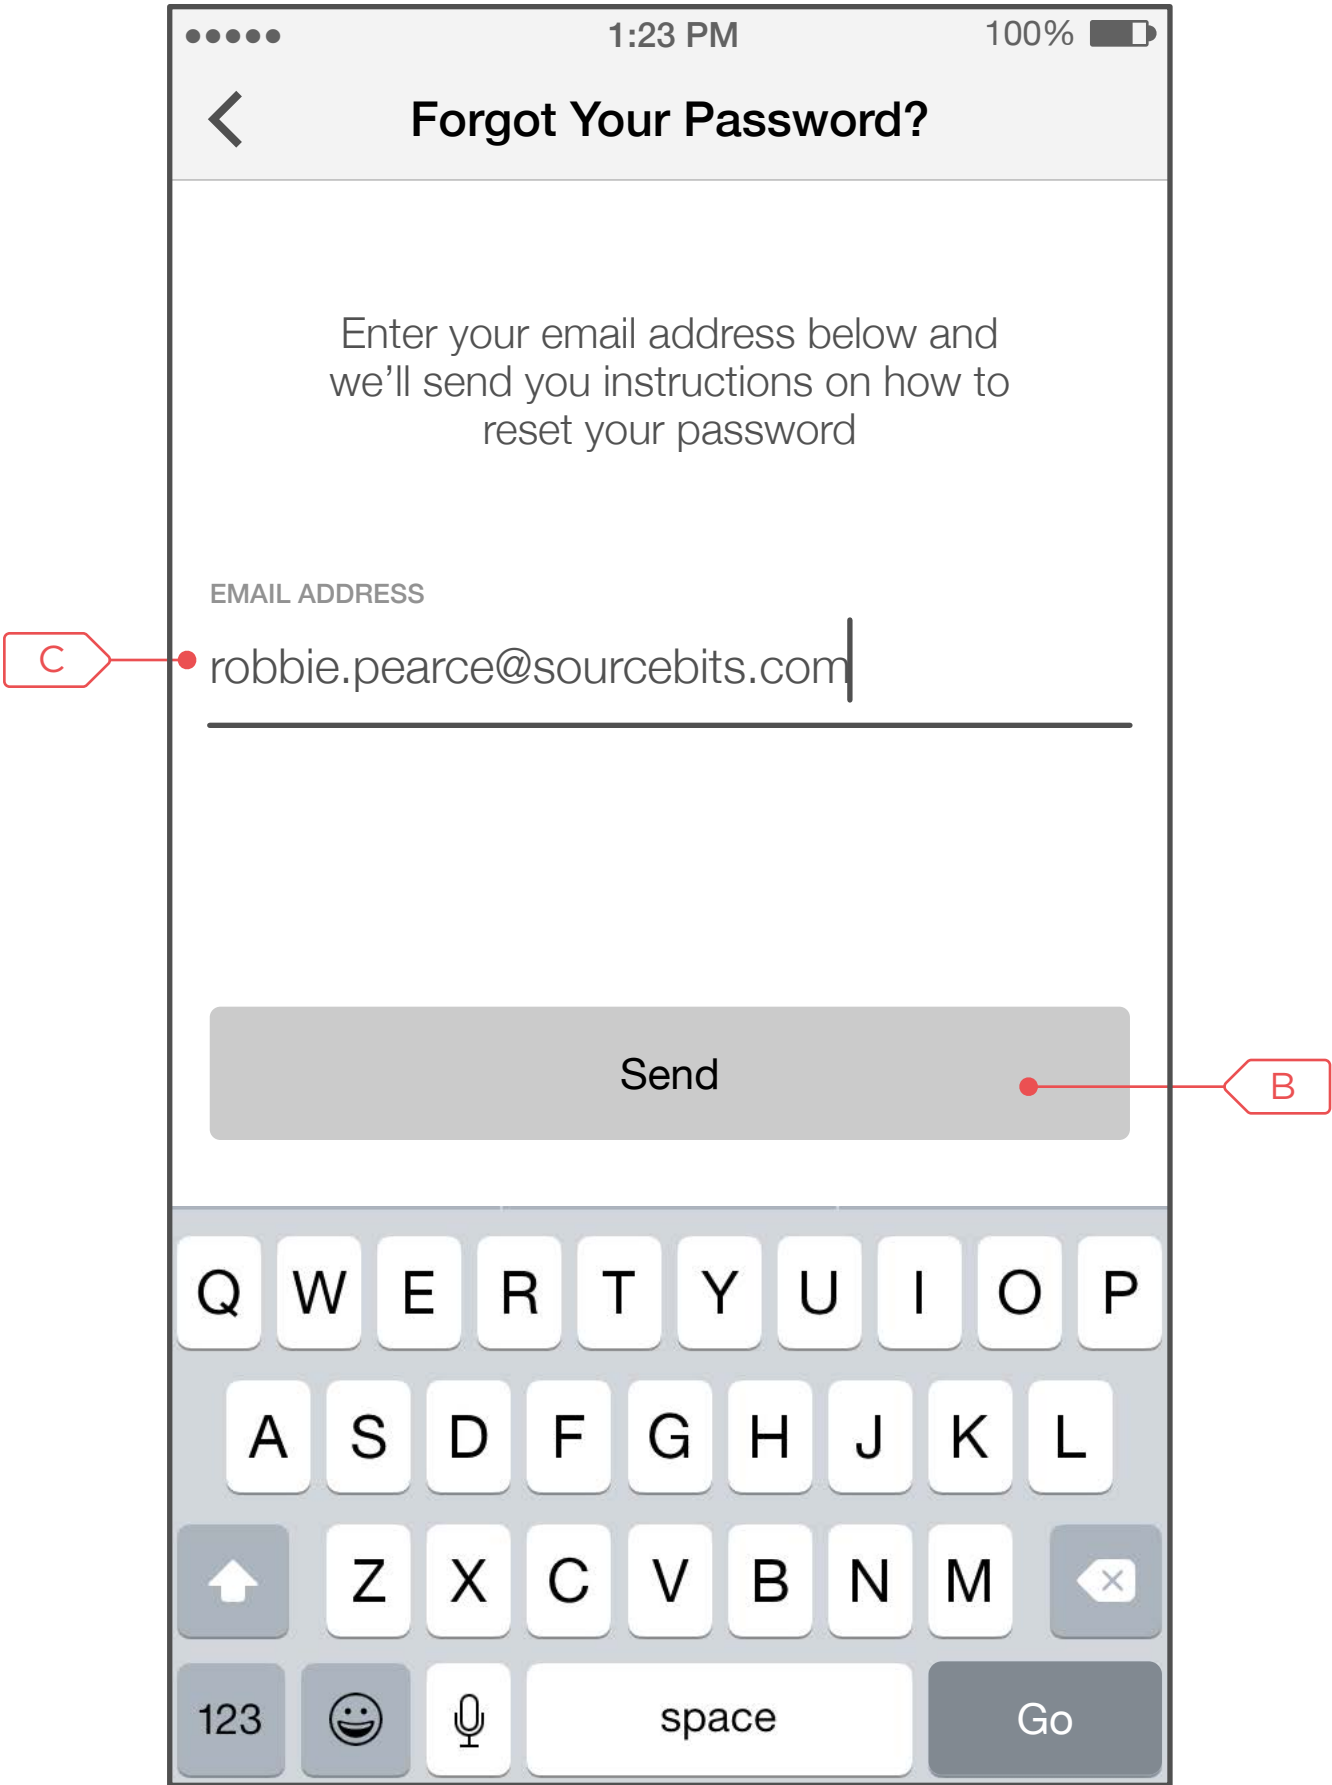 1:23 PM 100%
Forgot Your Password?
Enter your email address below and
we'll send you instructions on how to
reset your password
EMAIL ADDRESS
C
robbie.pearce@sourcebits.com
Send
B
Q W E R T Y U I O P
A S D F G H J K L
Z X C V B N M
123 space Go